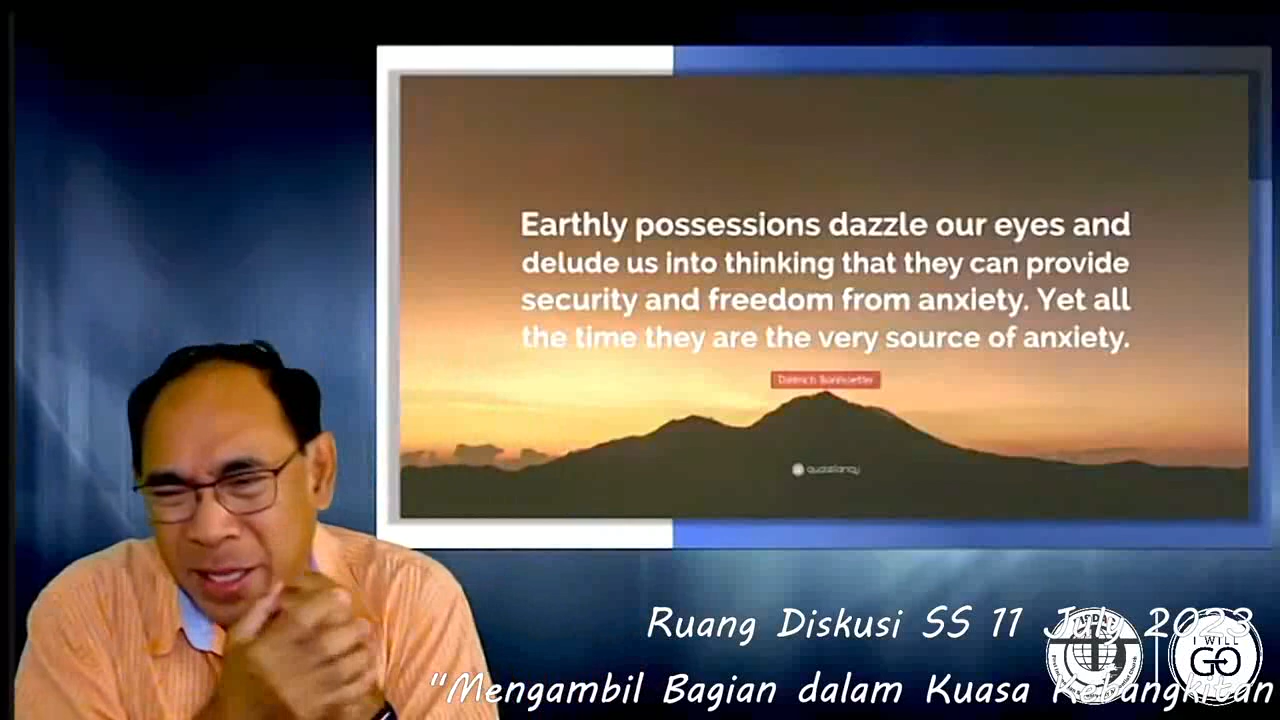 Earthly possessions dazzle our eyes and
delude us into thinking that they can provide
security and freedom from anxiety. Yet all
the time they are the very source of anxiety.
Dietrich Bonhoeffer
quotefancy
Ruang Diskusi SS 11 July 2023
I WILL
GO
"Mengambil Bagian dalam Kuasa Kebangkitan